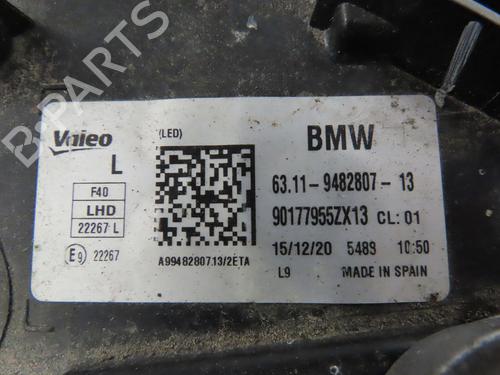 Valeo
(LED)
BMW
L
63.11-9482807-13
F40
LHD
22267 L
90177955ZX13 CL: 01
15/12/20 5489 10:50
E9 22267
A9948280713/2ETA
L9
MADE IN SPAIN
B-PARTS